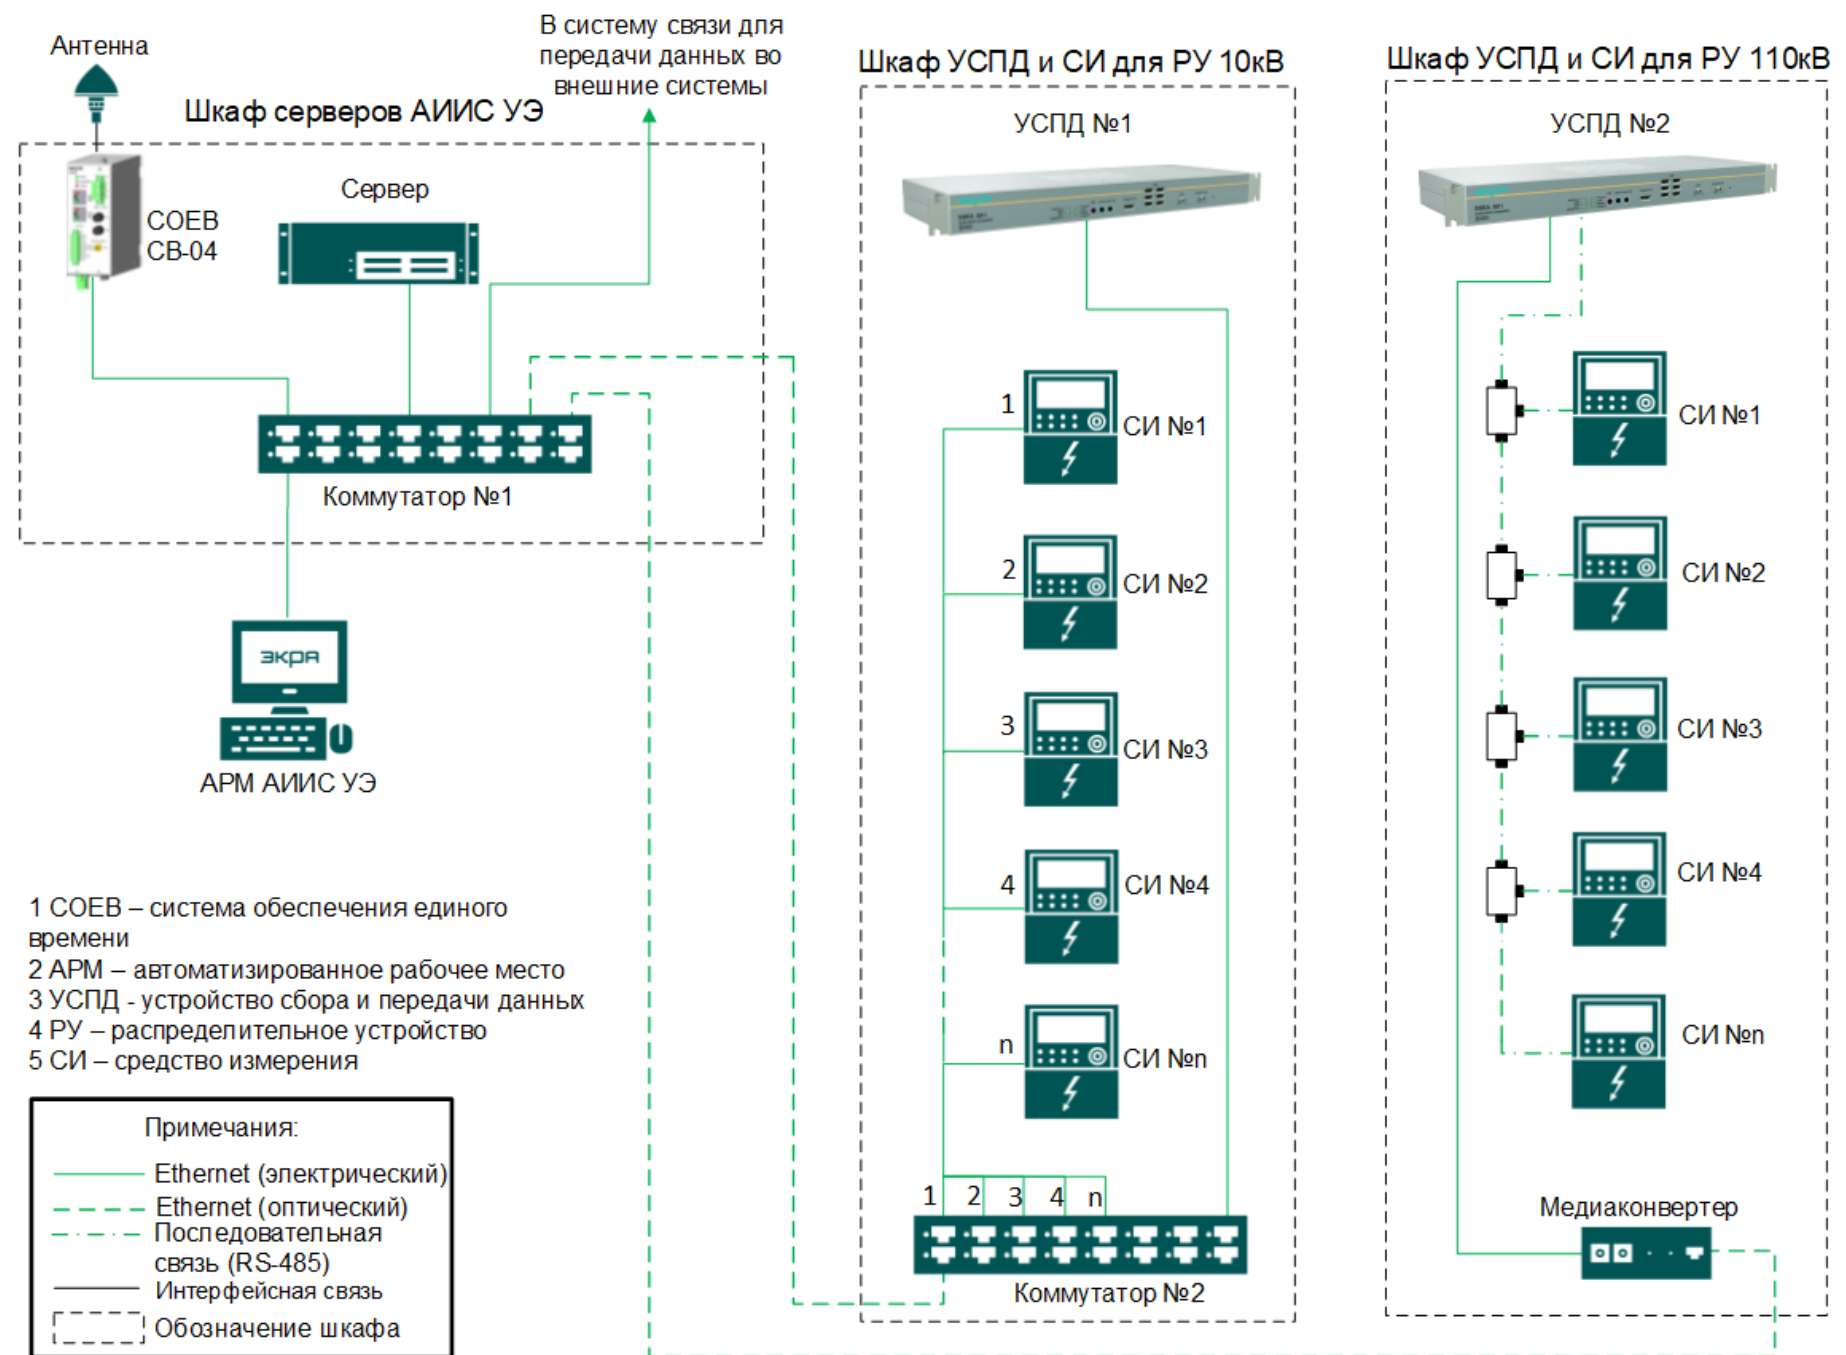 Антенна
В систему связи для
передачи данных во
внешние системы
Шкаф серверов АИИС УЭ
СОЕВ
СВ-04
Сервер
Коммутатор №1
ЭКРА
АРМ АИИС УЭ
1 СОЕВ – система обеспечения единого
времени
2 АРМ – автоматизированное рабочее место
3 УСПД - устройство сбора и передачи данных
4 РУ – распределительное устройство
5 СИ – средство измерения
Примечания:
Ethernet (электрический)
Ethernet (оптический)
Последовательная
связь (RS-485)
Интерфейсная связь
Обозначение шкафа
Шкаф УСПД и СИ для РУ 10кВ
УСПД №1
1
СИ №1
2
СИ №2
3
СИ №3
4
СИ №4
n
СИ №n
1 2 3 4 n
Коммутатор №2
Шкаф УСПД и СИ для РУ 110кВ
УСПД №2
СИ №1
СИ №2
СИ №3
СИ №4
СИ №n
Медиаконвертер